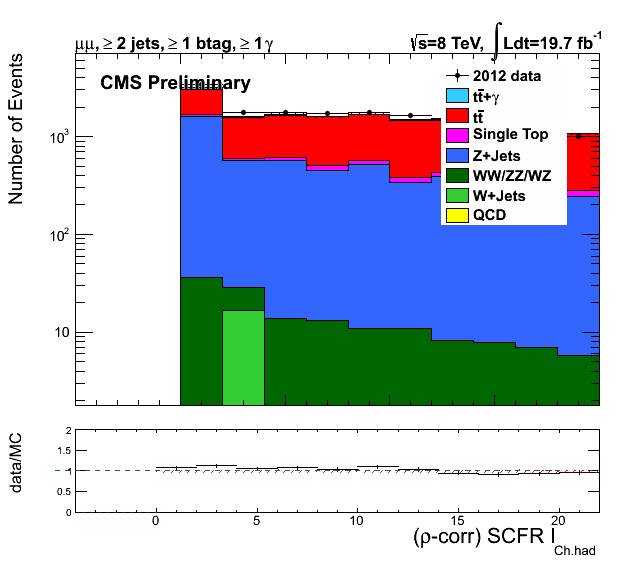 μμ, ≥ 2 jets, ≥ 1 btag, ≥ 1 γ
√s=8 TeV, ∫ Ldt=19.7 fb⁻¹
CMS Preliminary
Number of Events
10³
10²
10
2012 data
tt̄+γ
tt̄
Single Top
Z+Jets
WW/ZZ/WZ
W+Jets
QCD
data/MC
2
1.5
1
0.5
0
0 5 10 15 20
(ρ-corr) SCFR I_Ch.had